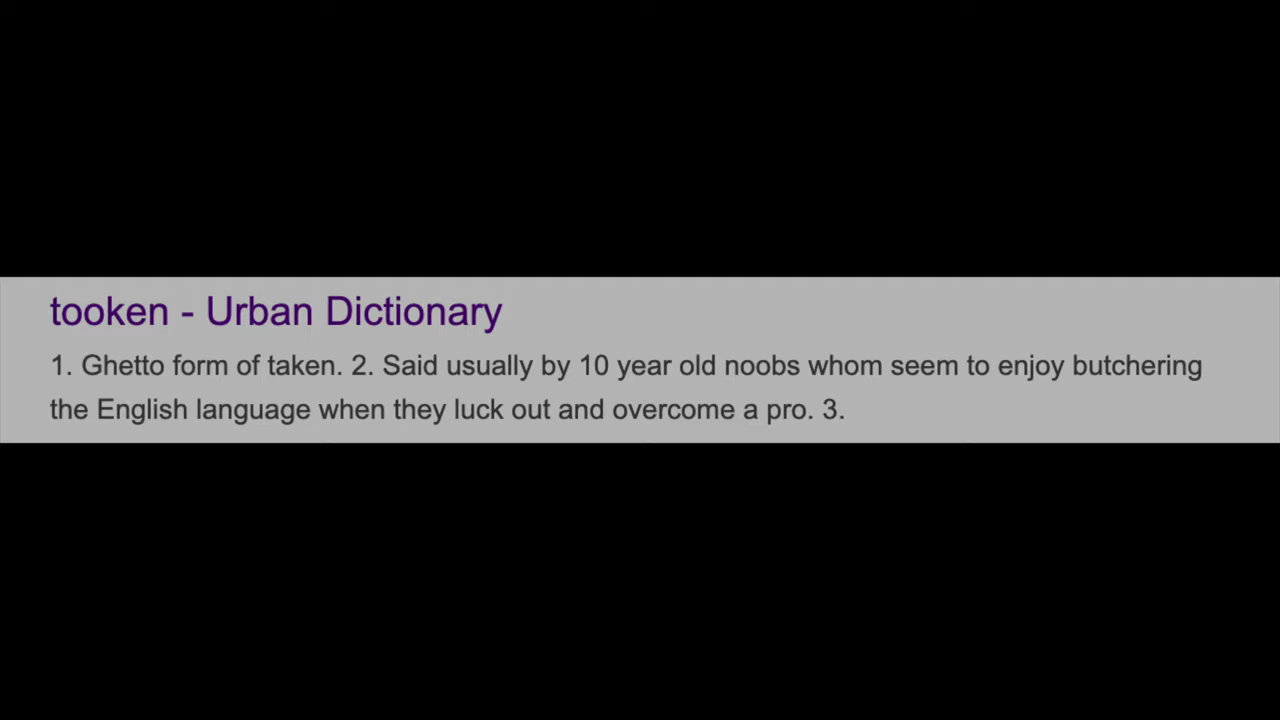 tooken - Urban Dictionary
1. Ghetto form of taken. 2. Said usually by 10 year old noobs whom seem to enjoy butchering
the English language when they luck out and overcome a pro. 3.